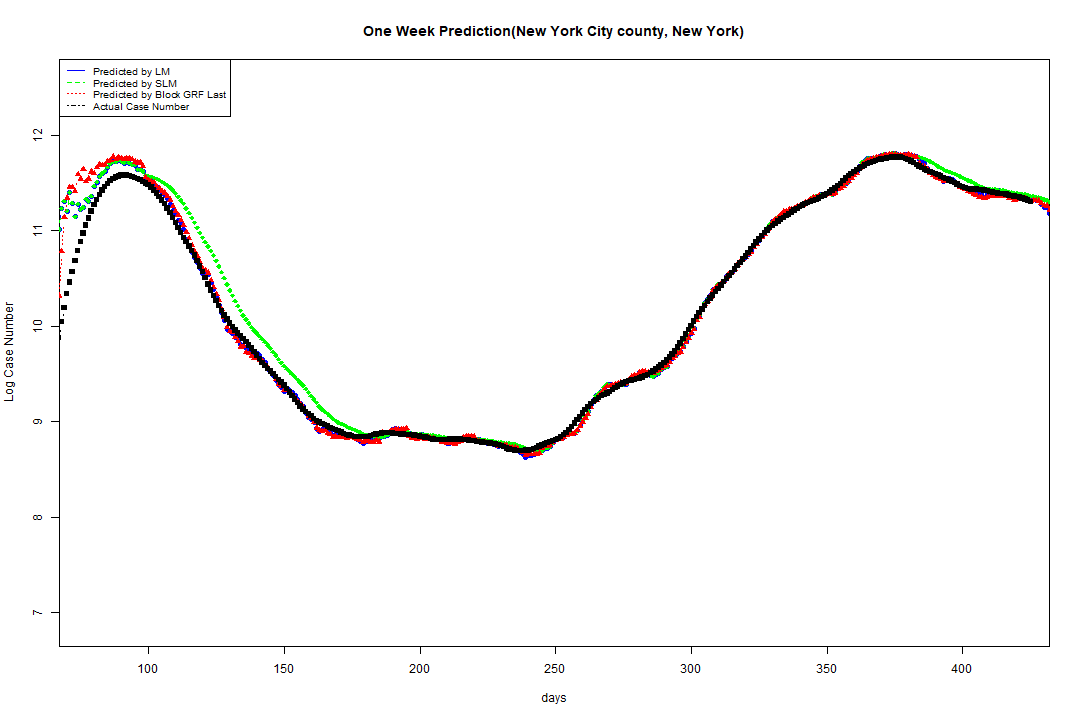 One Week Prediction(New York City county, New York)
Predicted by LM
Predicted by SLM
Predicted by Block GRF Last
Actual Case Number
Log Case Number
12
11
10
9
8
7
100 150 200 250 300 350 400
days